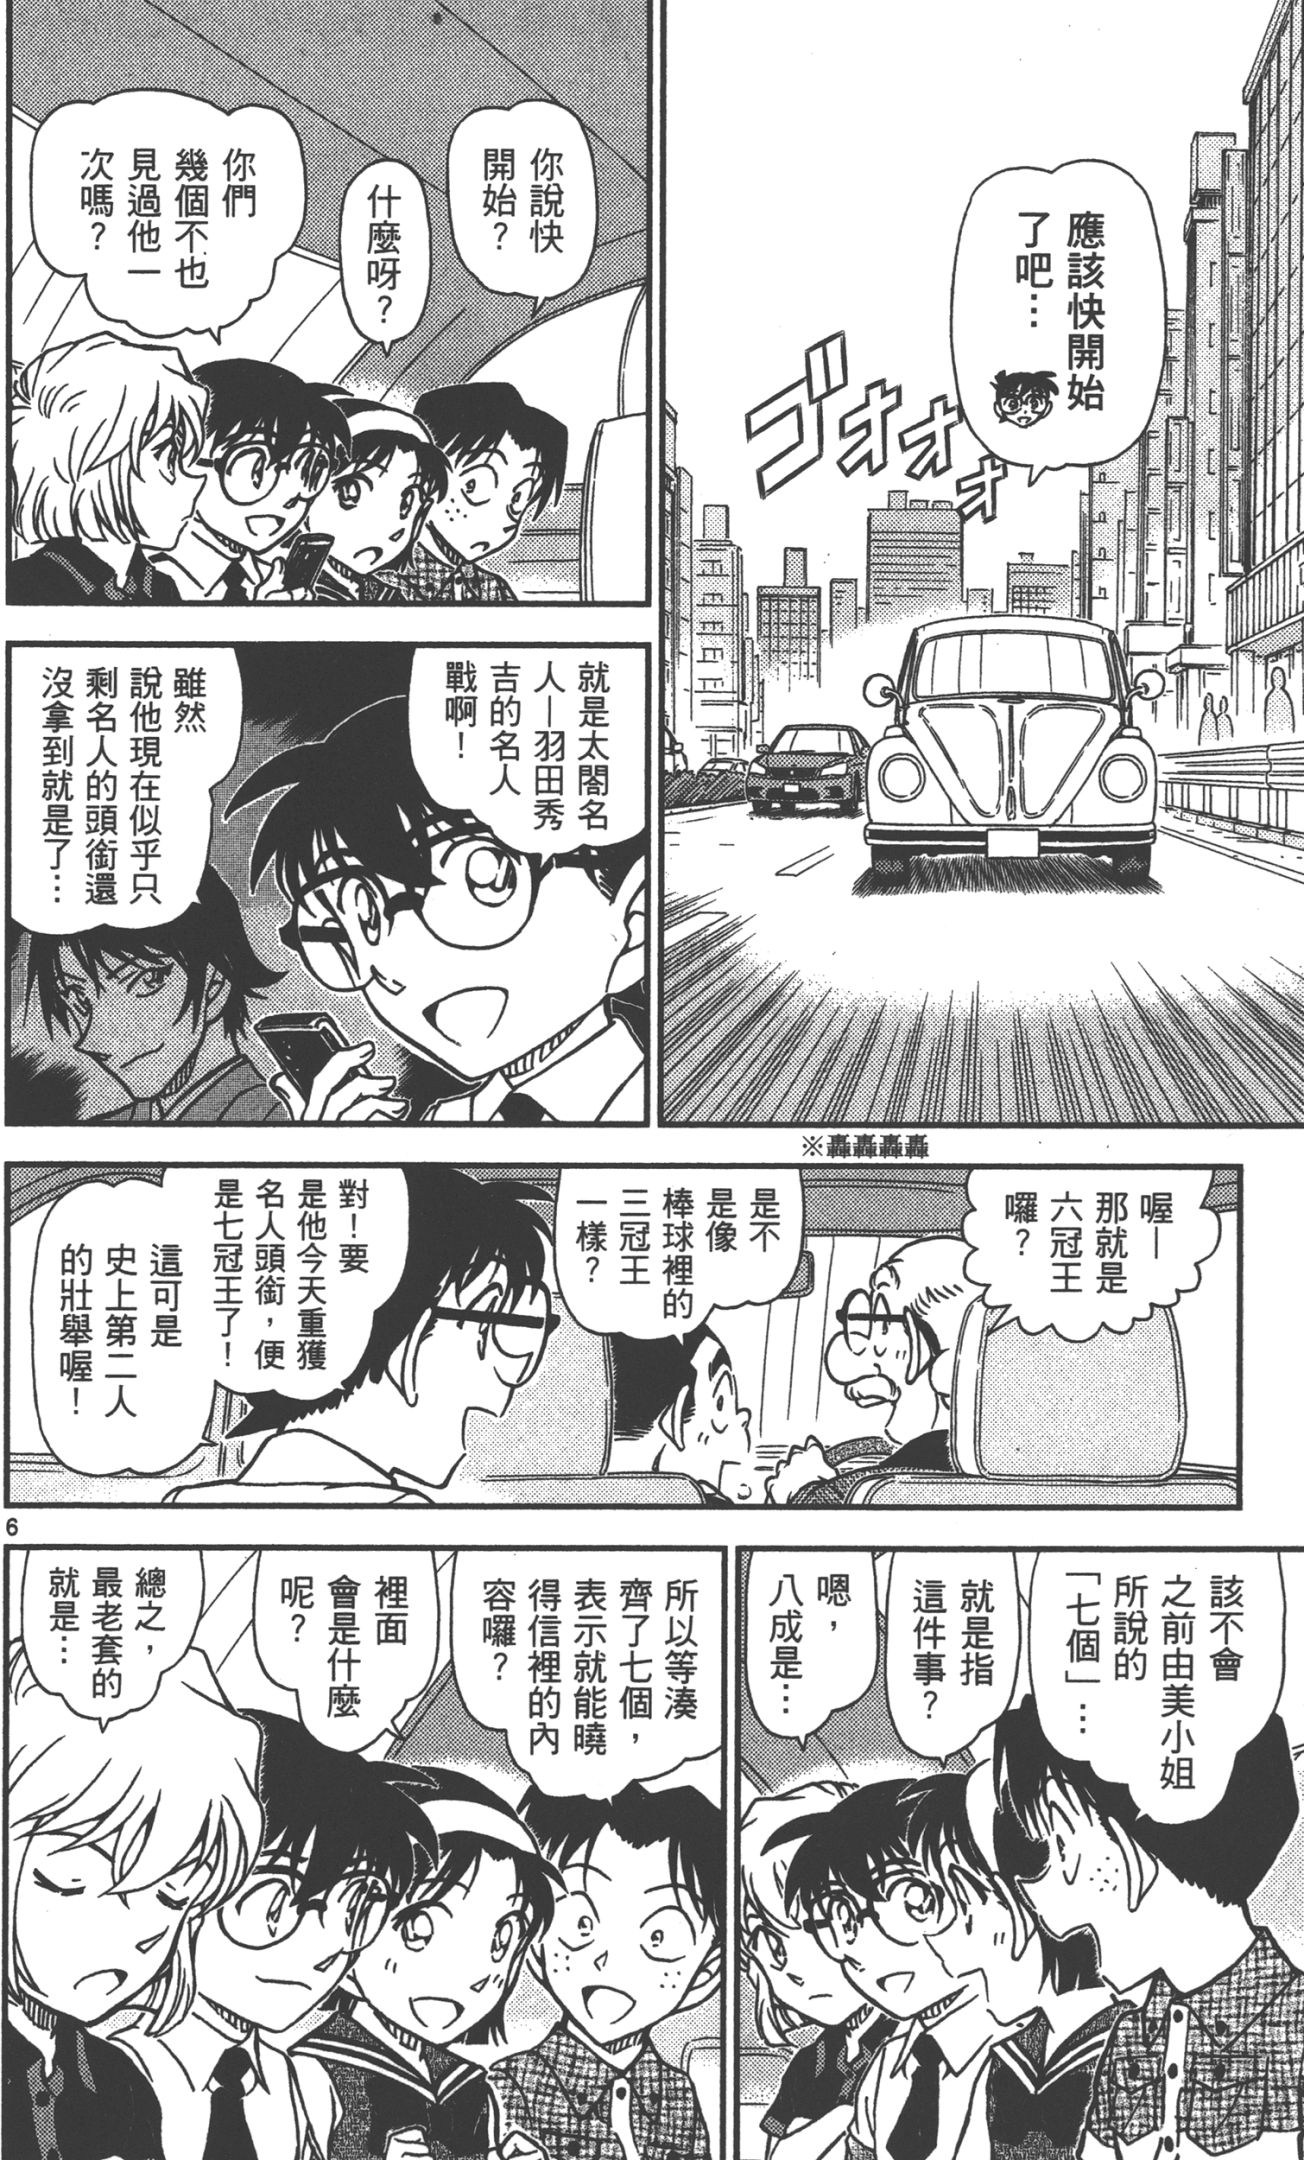 應該快開始
了吧…
ゴォォォォ
※轟轟轟轟
你說快
開始?
什麼呀?
你們
幾個不也
見過他一
次嗎?
就是太閤名
人—羽田秀
吉的名人
戰啊!
雖然
說他現在似乎只
剩名人的頭銜還
沒拿到就是了…
喔—
那就是
六冠王
囉?
是不
是像
棒球裡的
三冠王
一樣?
對!要
是他今天重獲
名人頭銜,便
是七冠王了!
這可是
史上第二人
的壯舉喔!
6
該不會
之前由美小姐
所說的
「七個」…
就是指
這件事?
嗯,
八成是…
所以等湊
齊了七個,
表示就能曉
得信裡的內
容囉?
裡面
會是什麼
呢?
總之,
最老套的
就是…